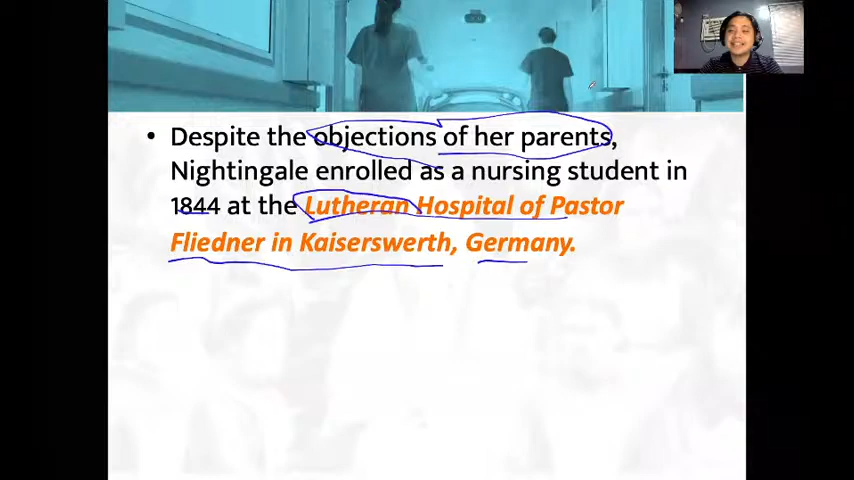 • Despite the objections of her parents,
Nightingale enrolled as a nursing student in
1844 at the Lutheran Hospital of Pastor
Fliedner in Kaiserswerth, Germany.